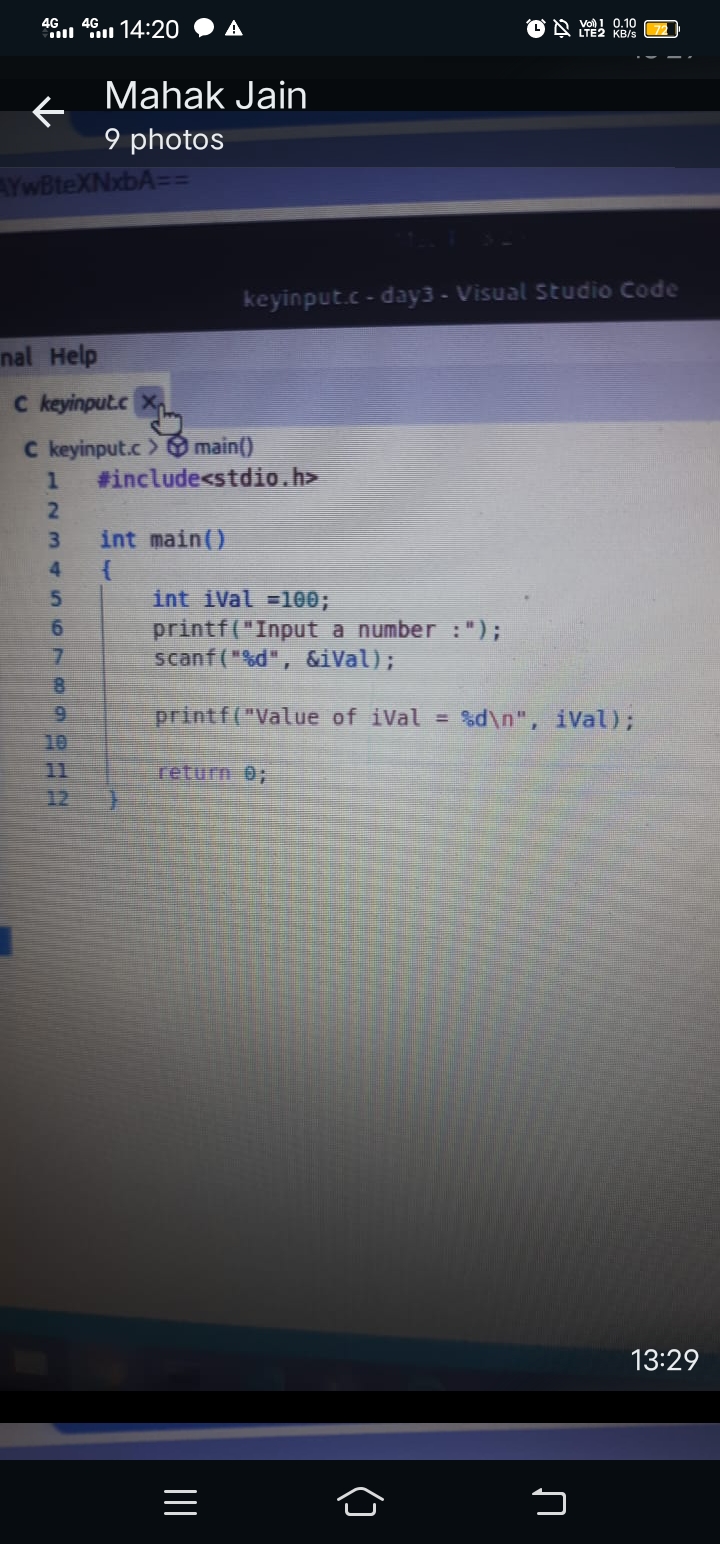 4G 4G 14:20 Vo) 1 LTE2 0.10 KB/s 72
Mahak Jain
9 photos
AYwBteXNxbA==
keyinput.c - day3 - Visual Studio Code
nal Help
C keyinput.c X
C keyinput.c > main()
1 #include<stdio.h>
2
3 int main()
4 {
5 int iVal =100;
6 printf("Input a number :");
7 scanf("%d", &iVal);
8
9 printf("Value of iVal = %d\n", iVal);
10
11 return 0;
12 }
13:29